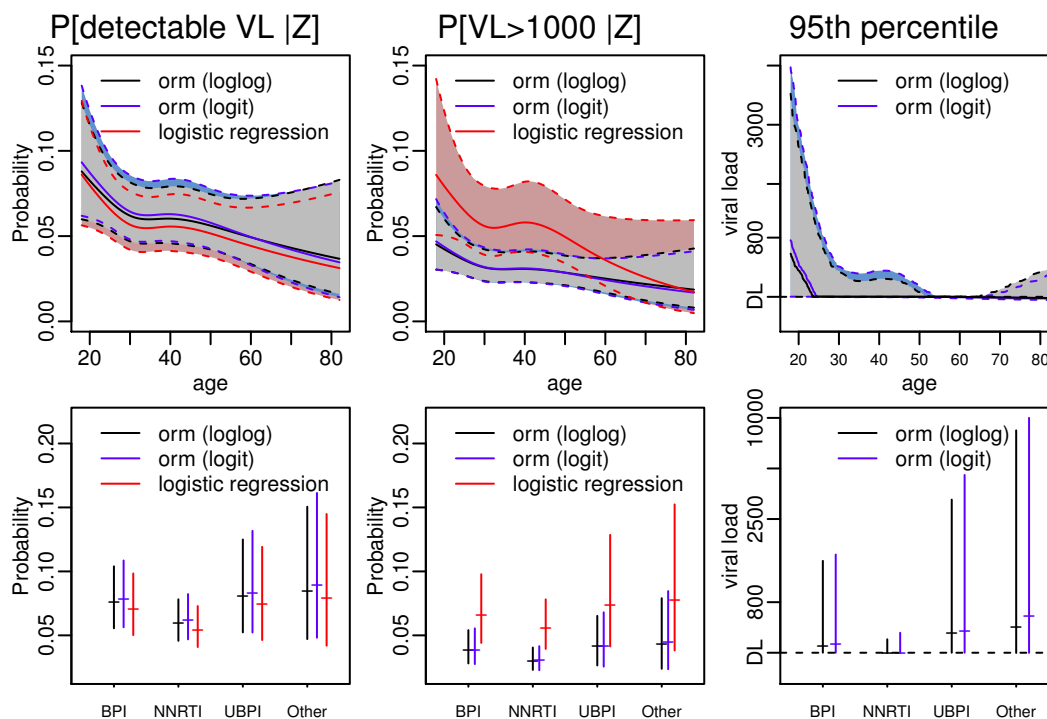 P[detectable VL |Z]
P[VL>1000 |Z]
95th percentile
Probability
0.00 0.05 0.10 0.15
orm (loglog)
orm (logit)
logistic regression
20 40 60 80
age
Probability
0.00 0.05 0.10 0.15
orm (loglog)
orm (logit)
logistic regression
20 40 60 80
age
viral load
DL 800 3000
orm (loglog)
orm (logit)
20 30 40 50 60 70 80
age
Probability
0.05 0.10 0.15 0.20
orm (loglog)
orm (logit)
logistic regression
BPI NNRTI UBPI Other
Probability
0.05 0.10 0.15 0.20
orm (loglog)
orm (logit)
logistic regression
BPI NNRTI UBPI Other
viral load
DL 800 2500 10000
orm (loglog)
orm (logit)
BPI NNRTI UBPI Other